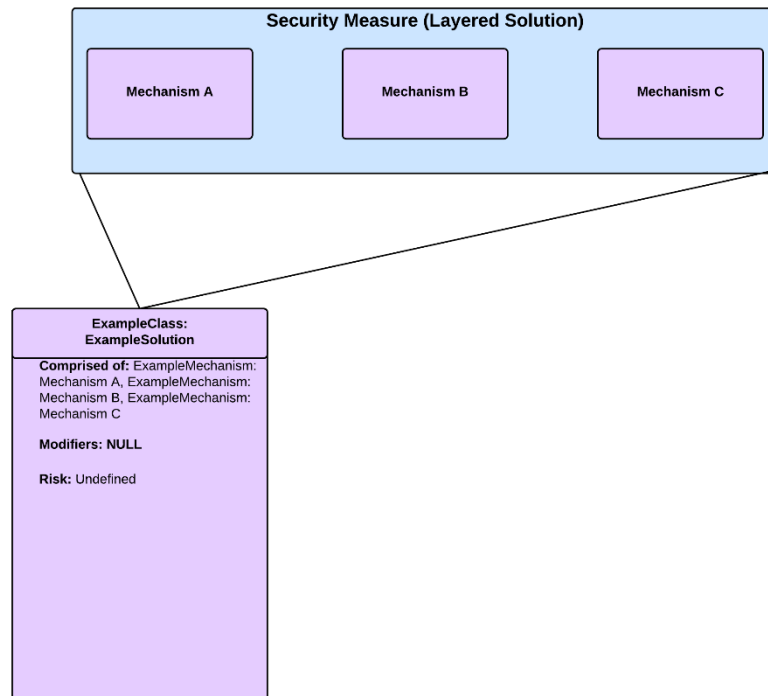 Security Measure (Layered Solution)
Mechanism A
Mechanism B
Mechanism C
ExampleClass:
ExampleSolution
Comprised of: ExampleMechanism:
Mechanism A, ExampleMechanism:
Mechanism B, ExampleMechanism:
Mechanism C
Modifiers: NULL
Risk: Undefined